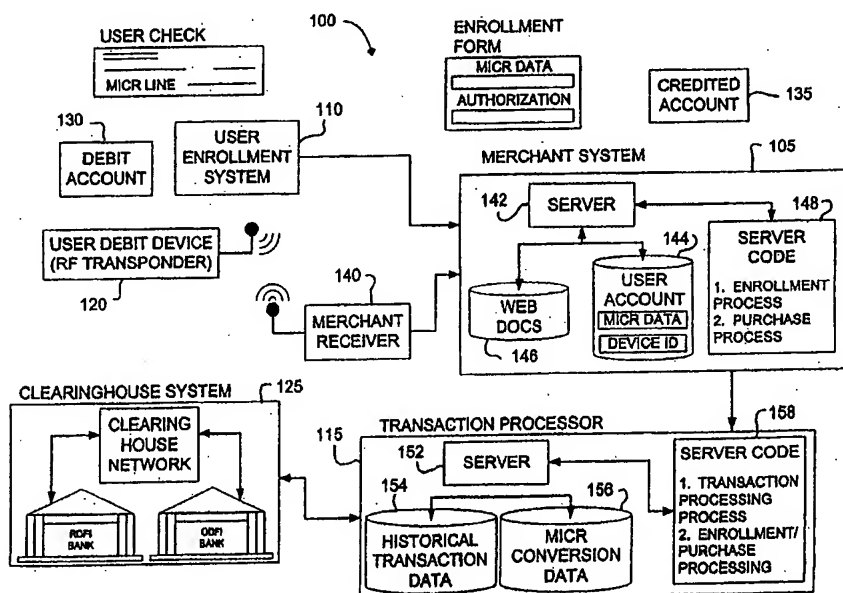 USER CHECK
MICR LINE
100
ENROLLMENT
FORM
MICR DATA
AUTHORIZATION
CREDITED
ACCOUNT
135
130
DEBIT
ACCOUNT
110
USER
ENROLLMENT
SYSTEM
MERCHANT SYSTEM
105
142
SERVER
148
SERVER
CODE
1. ENROLLMENT
PROCESS
2. PURCHASE
PROCESS
144
USER
ACCOUNT
MICR DATA
DEVICE ID
WEB
DOCS
146
USER DEBIT DEVICE
(RF TRANSPONDER)
120
140
MERCHANT
RECEIVER
CLEARINGHOUSE SYSTEM
125
CLEARING
HOUSE
NETWORK
RDFI
BANK
ODFI
BANK
TRANSACTION PROCESSOR
115
152
SERVER
154
HISTORICAL
TRANSACTION
DATA
156
MICR
CONVERSION
DATA
158
SERVER CODE
1. TRANSACTION
PROCESSING
PROCESS
2. ENROLLMENT/
PURCHASE
PROCESSING